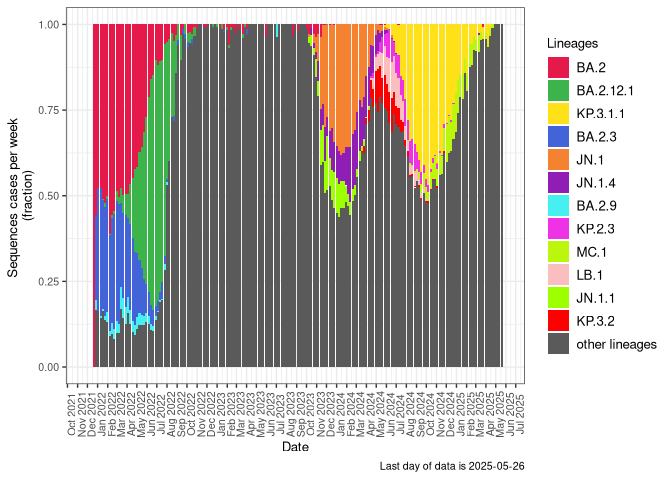 1.00
0.75
0.50
0.25
0.00
Sequences cases per week
(fraction)
Oct 2021
Nov 2021
Dec 2021
Jan 2022
Feb 2022
Mar 2022
Apr 2022
May 2022
Jun 2022
Jul 2022
Aug 2022
Sep 2022
Oct 2022
Nov 2022
Dec 2022
Jan 2023
Feb 2023
Mar 2023
Apr 2023
May 2023
Jun 2023
Jul 2023
Aug 2023
Sep 2023
Oct 2023
Nov 2023
Dec 2023
Jan 2024
Feb 2024
Mar 2024
Apr 2024
May 2024
Jun 2024
Jul 2024
Aug 2024
Sep 2024
Oct 2024
Nov 2024
Dec 2024
Jan 2025
Feb 2025
Mar 2025
Apr 2025
May 2025
Jun 2025
Jul 2025
Date
Lineages
BA.2
BA.2.12.1
KP.3.1.1
BA.2.3
JN.1
JN.1.4
BA.2.9
KP.2.3
MC.1
LB.1
JN.1.1
KP.3.2
other lineages
Last day of data is 2025-05-26